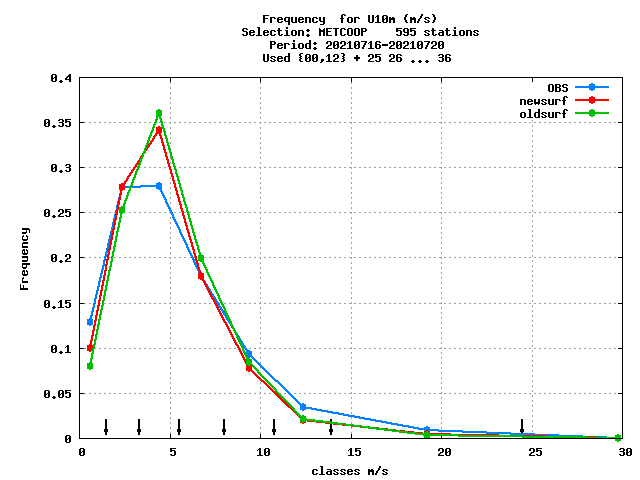 Frequency  for U10m (m/s)
Selection: METCOOP    595 stations
Period: 20210716-20210720
Used {00,12} + 25 26 ... 36
OBS
newsurf
oldsurf
0.4
0.35
0.3
0.25
0.2
0.15
0.1
0.05
0
Frequency
0 5 10 15 20 25 30
classes m/s